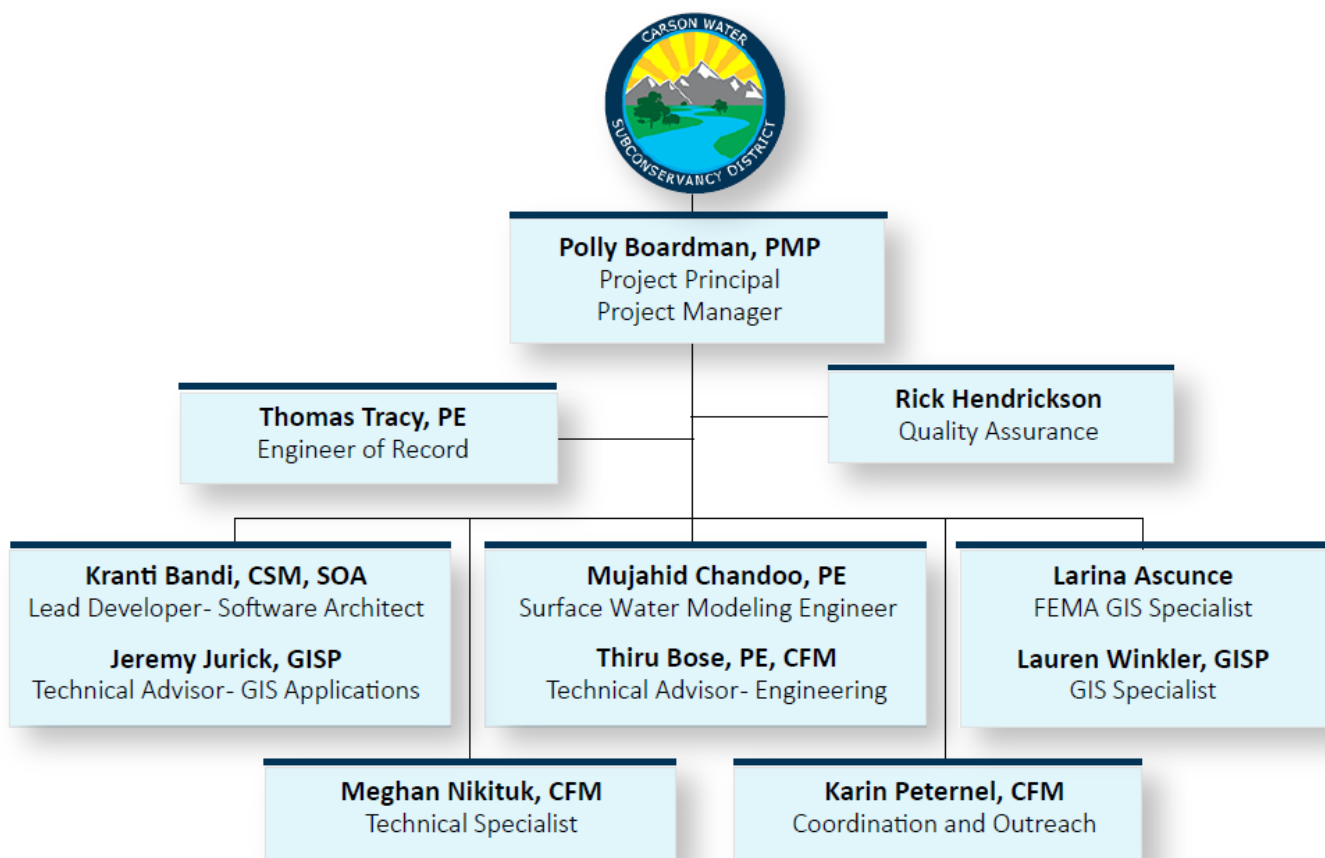 CARSON WATER
SUBCONSERVANCY DISTRICT
Polly Boardman, PMP
Project Principal
Project Manager
Thomas Tracy, PE
Engineer of Record
Rick Hendrickson
Quality Assurance
Kranti Bandi, CSM, SOA
Lead Developer- Software Architect
Jeremy Jurick, GISP
Technical Advisor- GIS Applications
Mujahid Chandoo, PE
Surface Water Modeling Engineer
Thiru Bose, PE, CFM
Technical Advisor- Engineering
Larina Ascunce
FEMA GIS Specialist
Lauren Winkler, GISP
GIS Specialist
Meghan Nikituk, CFM
Technical Specialist
Karin Peternel, CFM
Coordination and Outreach